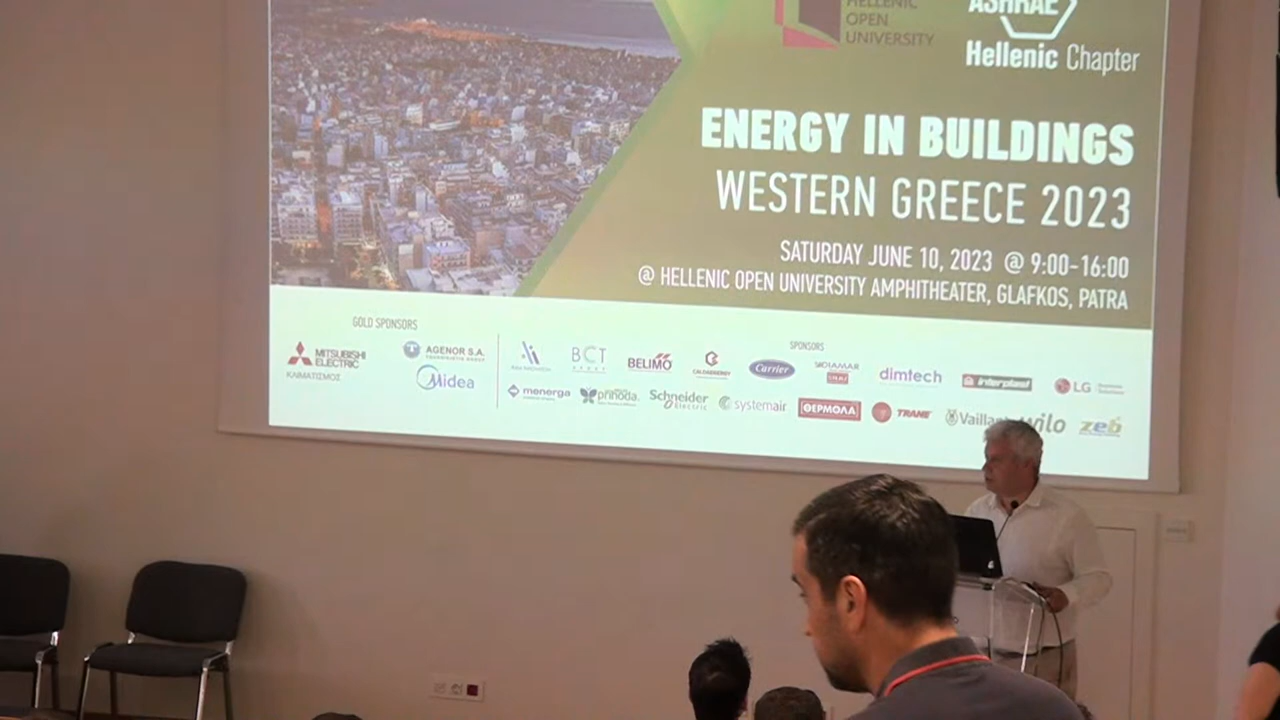 HELLENIC
OPEN
UNIVERSITY
ASHRAE
Hellenic Chapter
ENERGY IN BUILDINGS
WESTERN GREECE 2023
SATURDAY JUNE 10, 2023 @ 9:00-16:00
@ HELLENIC OPEN UNIVERSITY AMPHITHEATER, GLAFKOS, PATRA
GOLD SPONSORS
MITSUBISHI
ELECTRIC
ΚΛΙΜΑΤΙΣΜΟΣ
AGENOR S.A.
Midea
SPONSORS
BCT
BELIMO
CALDAENERGY
Carrier
dimtech
interplast
LG
menerga
prinoda
Schneider
Electric
systemair
ΘΕΡΜΟΛΑ
TRANE
Vaillant
wilo
zeb